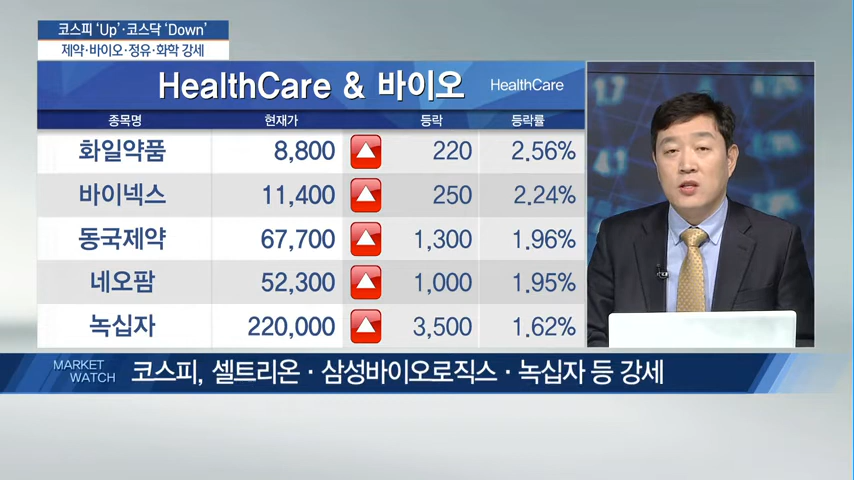 코스피 ‘Up’·코스닥 ‘Down’
제약·바이오·정유·화학 강세
HealthCare & 바이오 HealthCare
종목명 현재가 등락 등락률
화일약품 8,800 220 2.56%
바이넥스 11,400 250 2.24%
동국제약 67,700 1,300 1.96%
네오팜 52,300 1,000 1.95%
녹십자 220,000 3,500 1.62%
1.7
4.1
MARKET WATCH
코스피, 셀트리온·삼성바이오로직스·녹십자 등 강세